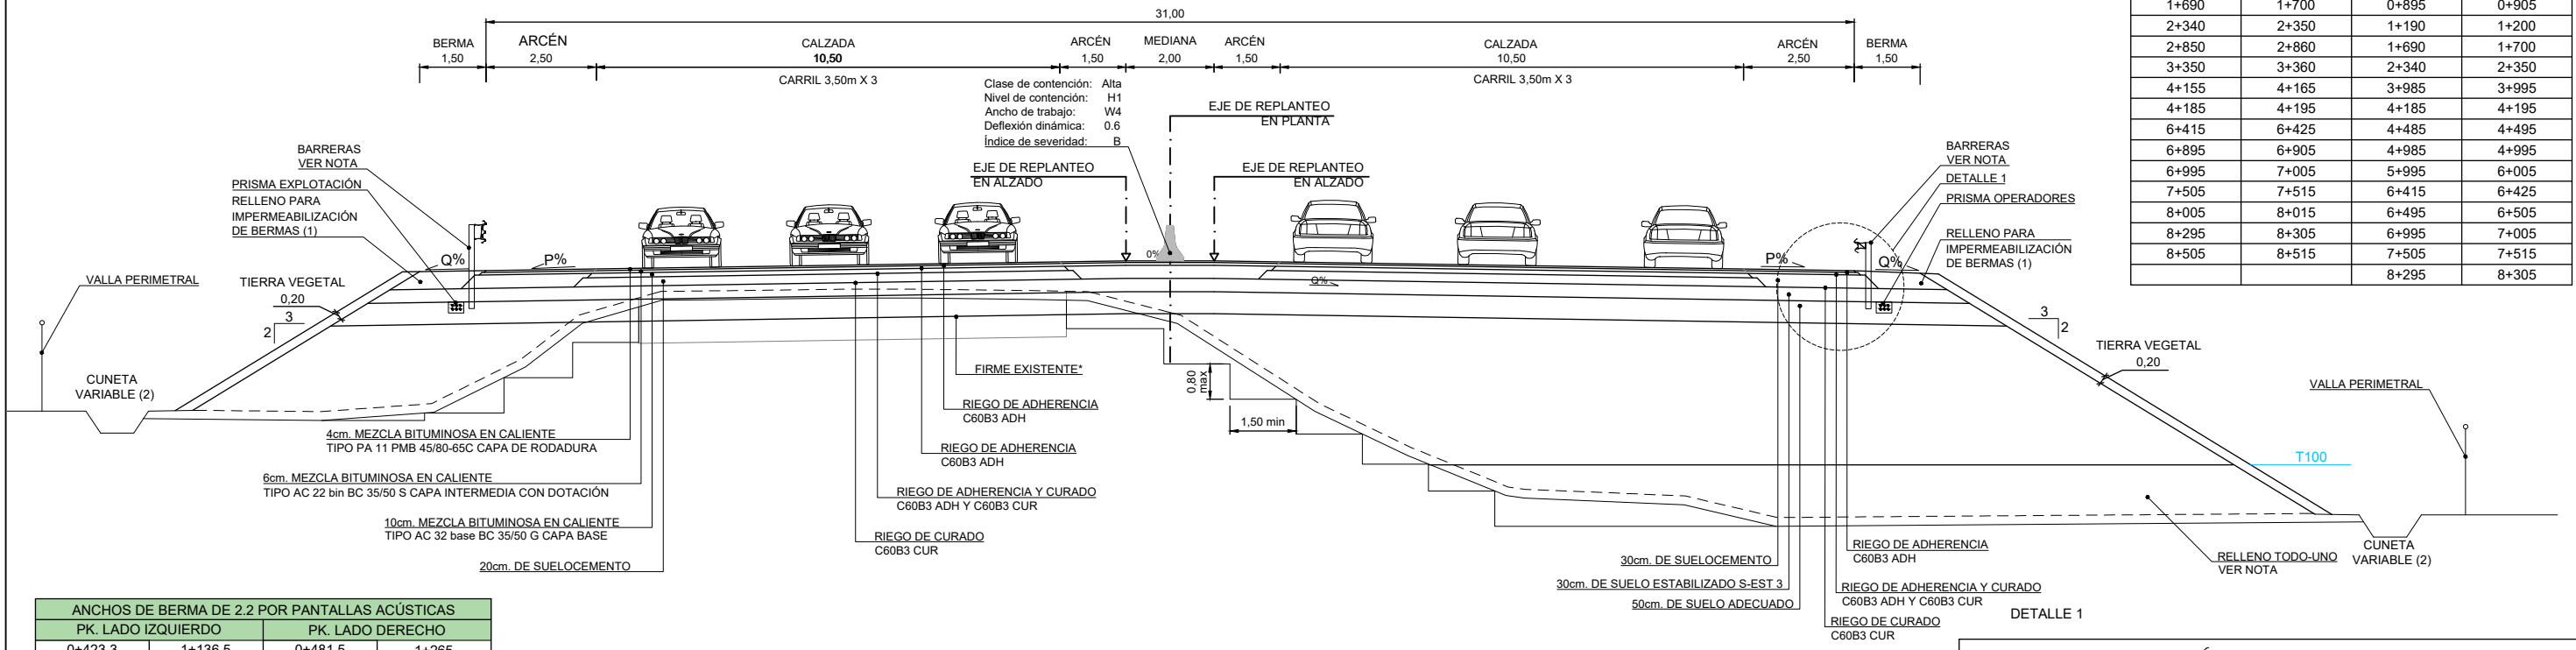 31,00
BERMA
1,50
ARCÉN
2,50
CALZADA
10,50
CARRIL 3,50m X 3
ARCÉN
1,50
MEDIANA
2,00
ARCÉN
1,50
CALZADA
10,50
CARRIL 3,50m X 3
ARCÉN
2,50
BERMA
1,50
1+690 1+700 0+895 0+905
2+340 2+350 1+190 1+200
2+850 2+860 1+690 1+700
3+350 3+360 2+340 2+350
4+155 4+165 3+985 3+995
4+185 4+195 4+185 4+195
6+415 6+425 4+485 4+495
6+895 6+905 4+985 4+995
6+995 7+005 5+995 6+005
7+505 7+515 6+415 6+425
8+005 8+015 6+495 6+505
8+295 8+305 6+995 7+005
8+505 8+515 7+505 7+515
8+295 8+305
Clase de contención: Alta
Nivel de contención: H1
Ancho de trabajo: W4
Deflexión dinámica: 0.6
Índice de severidad: B
EJE DE REPLANTEO
EN PLANTA
EJE DE REPLANTEO
EN ALZADO
EJE DE REPLANTEO
EN ALZADO
BARRERAS
VER NOTA
PRISMA EXPLOTACIÓN
RELLENO PARA
IMPERMEABILIZACIÓN
DE BERMAS (1)
BARRERAS
VER NOTA
DETALLE 1
PRISMA OPERADORES
RELLENO PARA
IMPERMEABILIZACIÓN
DE BERMAS (1)
Q%
P%
0%
Q%
P%
Q%
VALLA PERIMETRAL
TIERRA VEGETAL
0,20
3
2
CUNETA
VARIABLE (2)
3
2
TIERRA VEGETAL
0,20
VALLA PERIMETRAL
FIRME EXISTENTE*
0,80
max
1,50 min
RIEGO DE ADHERENCIA
C60B3 ADH
RIEGO DE ADHERENCIA
C60B3 ADH
RIEGO DE ADHERENCIA Y CURADO
C60B3 ADH Y C60B3 CUR
RIEGO DE CURADO
C60B3 CUR
4cm. MEZCLA BITUMINOSA EN CALIENTE
TIPO PA 11 PMB 45/80-65C CAPA DE RODADURA
6cm. MEZCLA BITUMINOSA EN CALIENTE
TIPO AC 22 bin BC 35/50 S CAPA INTERMEDIA CON DOTACIÓN
10cm. MEZCLA BITUMINOSA EN CALIENTE
TIPO AC 32 base BC 35/50 G CAPA BASE
20cm. DE SUELOCEMENTO
T100
30cm. DE SUELOCEMENTO
30cm. DE SUELO ESTABILIZADO S-EST 3
50cm. DE SUELO ADECUADO
RIEGO DE ADHERENCIA
C60B3 ADH
RIEGO DE ADHERENCIA Y CURADO
C60B3 ADH Y C60B3 CUR
RIEGO DE CURADO
C60B3 CUR
RELLENO TODO-UNO
VER NOTA
CUNETA
VARIABLE (2)
DETALLE 1
ANCHOS DE BERMA DE 2.2 POR PANTALLAS ACÚSTICAS
PK. LADO IZQUIERDO PK. LADO DERECHO
0+423,3 1+136,5 0+481,5 1+265